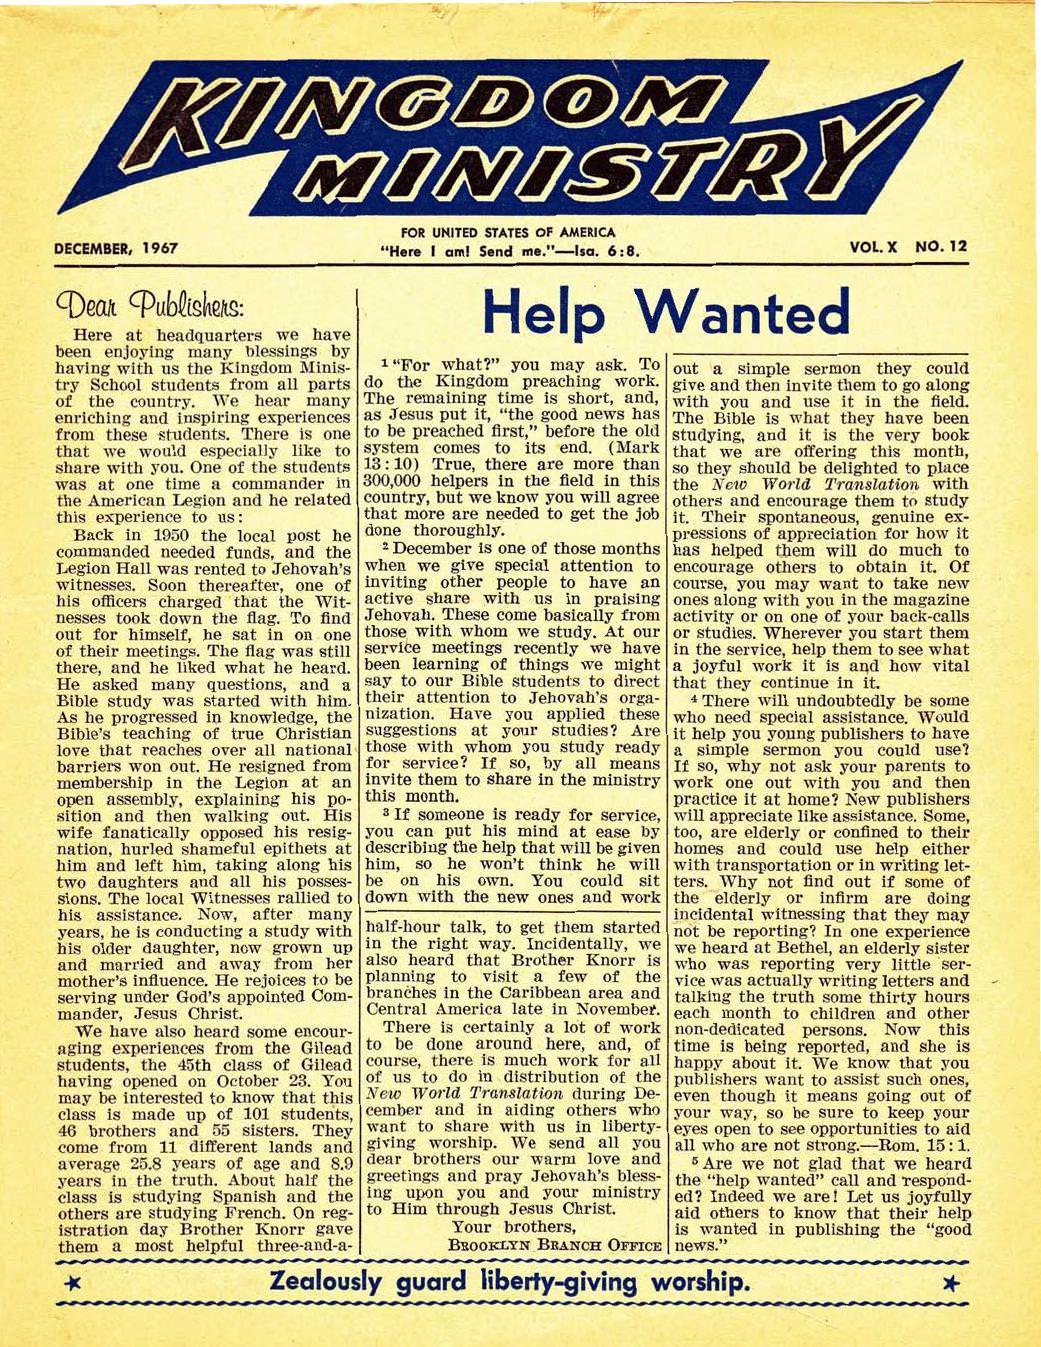 KINGDOM
MINISTRY
FOR UNITED STATES OF AMERICA
DECEMBER, 1967
"Here I am! Send me."—Isa. 6:8.
VOL. X NO. 12
Dear Publishers:
Here at headquarters we have
been enjoying many blessings by
having with us the Kingdom Minis-
try School students from all parts
of the country. We hear many
enriching and inspiring experiences
from these students. There is one
that we would especially like to
share with you. One of the students
was at one time a commander in
the American Legion and he related
this experience to us:
Back in 1950 the local post he
commanded needed funds, and the
Legion Hall was rented to Jehovah's
witnesses. Soon thereafter, one of
his officers charged that the Wit-
nesses took down the flag. To find
out for himself, he sat in on one
of their meetings. The flag was still
there, and he liked what he heard.
He asked many questions, and a
Bible study was started with him.
As he progressed in knowledge, the
Bible's teaching of true Christian
love that reaches over all national
barriers won out. He resigned from
membership in the Legion at an
open assembly, explaining his po-
sition and then walking out. His
wife fanatically opposed his resig-
nation, hurled shameful epithets at
him and left him, taking along his
two daughters and all his posses-
sions. The local Witnesses rallied to
his assistance. Now, after many
years, he is conducting a study with
his older daughter, now grown up
and married and away from her
mother's influence. He rejoices to be
serving under God's appointed Com-
mander, Jesus Christ.
We have also heard some encour-
aging experiences from the Gilead
students, the 45th class of Gilead
having opened on October 23. You
may be interested to know that this
class is made up of 101 students,
46 brothers and 55 sisters. They
come from 11 different lands and
average 25.8 years of age and 8.9
years in the truth. About half the
class is studying Spanish and the
others are studying French. On reg-
istration day Brother Knorr gave
them a most helpful three-and-a-
half-hour talk, to get them started
in the right way. Incidentally, we
also heard that Brother Knorr is
planning to visit a few of the
branches in the Caribbean area and
Central America late in November.
There is certainly a lot of work
to be done around here, and, of
course, there is much work for all
of us to do in distribution of the
New World Translation during De-
cember and in aiding others who
want to share with us in liberty-
giving worship. We send all you
dear brothers our warm love and
greetings and pray Jehovah's bless-
ing upon you and your ministry
to Him through Jesus Christ.
Your brothers,
BROOKLYN BRANCH OFFICE
Help Wanted
1 "For what?" you may ask. To
do the Kingdom preaching work.
The remaining time is short, and,
as Jesus put it, "the good news has
to be preached first," before the old
system comes to its end. (Mark
13:10) True, there are more than
300,000 helpers in the field in this
country, but we know you will agree
that more are needed to get the job
done thoroughly.
2 December is one of those months
when we give special attention to
inviting other people to have an
active share with us in praising
Jehovah. These come basically from
those with whom we study. At our
service meetings recently we have
been learning of things we might
say to our Bible students to direct
their attention to Jehovah's orga-
nization. Have you applied these
suggestions at your studies? Are
those with whom you study ready
for service? If so, by all means
invite them to share in the ministry
this month.
3 If someone is ready for service,
you can put his mind at ease by
describing the help that will be given
him, so he won't think he will
be on his own. You could sit
down with the new ones and work
out a simple sermon they could
give and then invite them to go along
with you and use it in the field.
The Bible is what they have been
studying, and it is the very book
that we are offering this month,
so they should be delighted to place
the New World Translation with
others and encourage them to study
it. Their spontaneous, genuine ex-
pressions of appreciation for how it
has helped them will do much to
encourage others to obtain it. Of
course, you may want to take new
ones along with you in the magazine
activity or on one of your back-calls
or studies. Wherever you start them
in the service, help them to see what
a joyful work it is and how vital
that they continue in it.
4 There will undoubtedly be some
who need special assistance. Would
it help you young publishers to have
a simple sermon you could use?
If so, why not ask your parents to
work one out with you and then
practice it at home? New publishers
will appreciate like assistance. Some,
too, are elderly or confined to their
homes and could use help either
with transportation or in writing let-
ters. Why not find out if some of
the elderly or infirm are doing
incidental witnessing that they may
not be reporting? In one experience
we heard at Bethel, an elderly sister
who was reporting very little ser-
vice was actually writing letters and
talking the truth some thirty hours
each month to children and other
non-dedicated persons. Now this
time is being reported, and she is
happy about it. We know that you
publishers want to assist such ones,
even though it means going out of
your way, so be sure to keep your
eyes open to see opportunities to aid
all who are not strong.—Rom. 15:1.
5 Are we not glad that we heard
the "help wanted" call and respond-
ed? Indeed we are! Let us joyfully
aid others to know that their help
is wanted in publishing the "good
news."
★ Zealously guard liberty-giving worship. ★